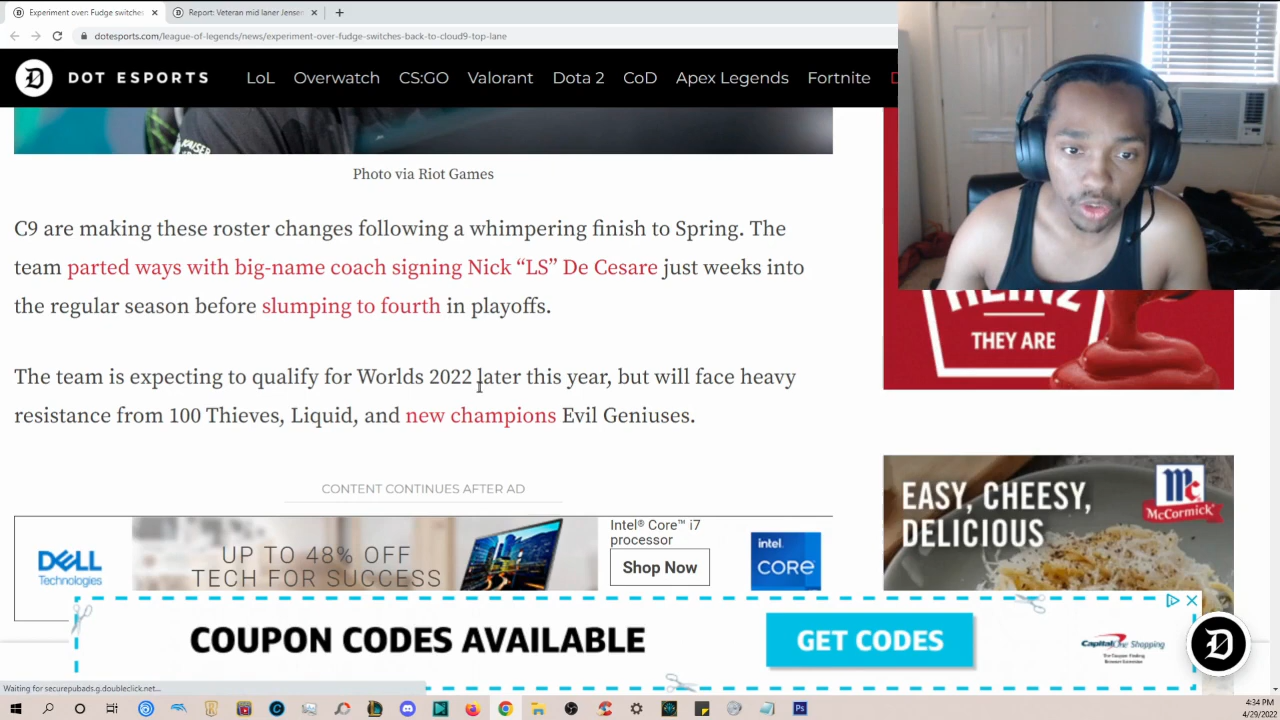 Experiment over: Fudge switches
Report: Veteran mid laner Jensen
dotesports.com/league-of-legends/news/experiment-over-fudge-switches-back-to-cloud9-top-lane
D DOT ESPORTS LoL Overwatch CS:GO Valorant Dota 2 CoD Apex Legends Fortnite D
Photo via Riot Games
C9 are making these roster changes following a whimpering finish to Spring. The
team parted ways with big-name coach signing Nick “LS” De Cesare just weeks into
the regular season before slumping to fourth in playoffs.
The team is expecting to qualify for Worlds 2022 later this year, but will face heavy
resistance from 100 Thieves, Liquid, and new champions Evil Geniuses.
HEINZ
THEY ARE
CONTENT CONTINUES AFTER AD
DELL
Technologies
UP TO 48% OFF
TECH FOR SUCCESS
Intel® Core™ i7
processor
Shop Now
intel.
CORE
EASY, CHEESY,
DELICIOUS
McCormick
COUPON CODES AVAILABLE
GET CODES
Capital One Shopping
D
Waiting for securepubads.g.doubleclick.net...
4:34 PM
4/29/2022